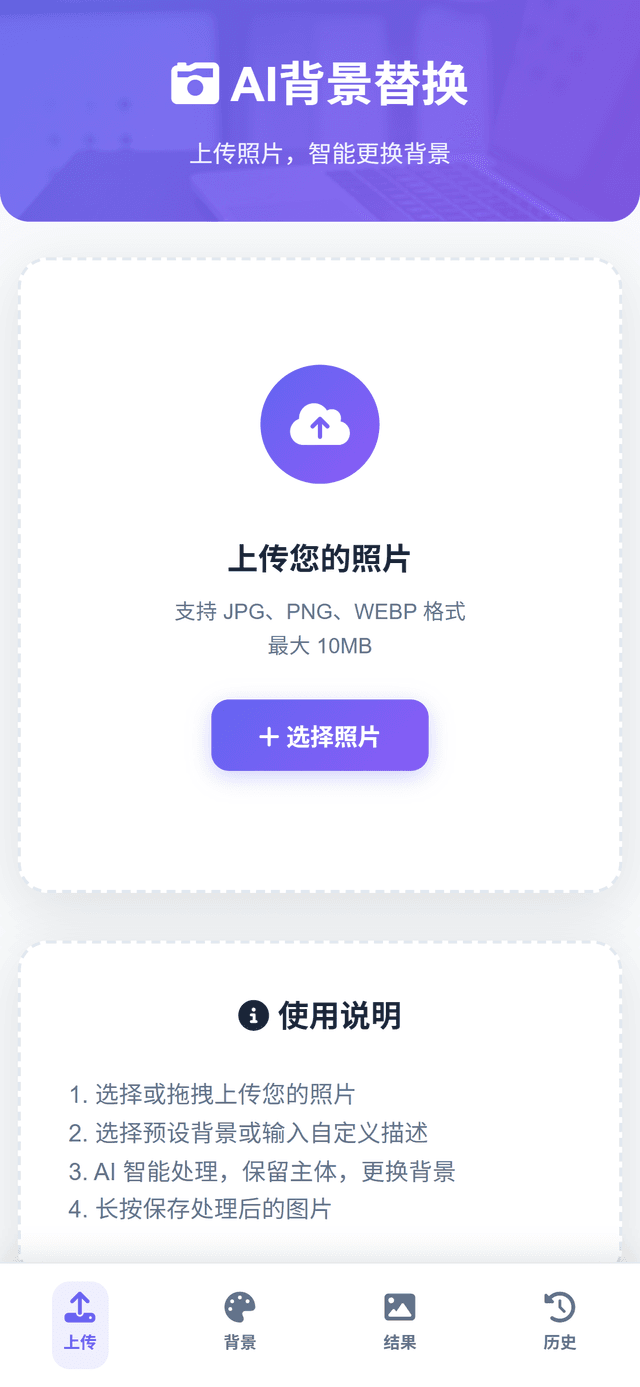 AI背景替换
上传照片，智能更换背景
上传您的照片
支持 JPG、PNG、WEBP 格式
最大 10MB
选择照片
使用说明
1. 选择或拖拽上传您的照片
2. 选择预设背景或输入自定义描述
3. AI 智能处理，保留主体，更换背景
4. 长按保存处理后的图片
上传
背景
结果
历史